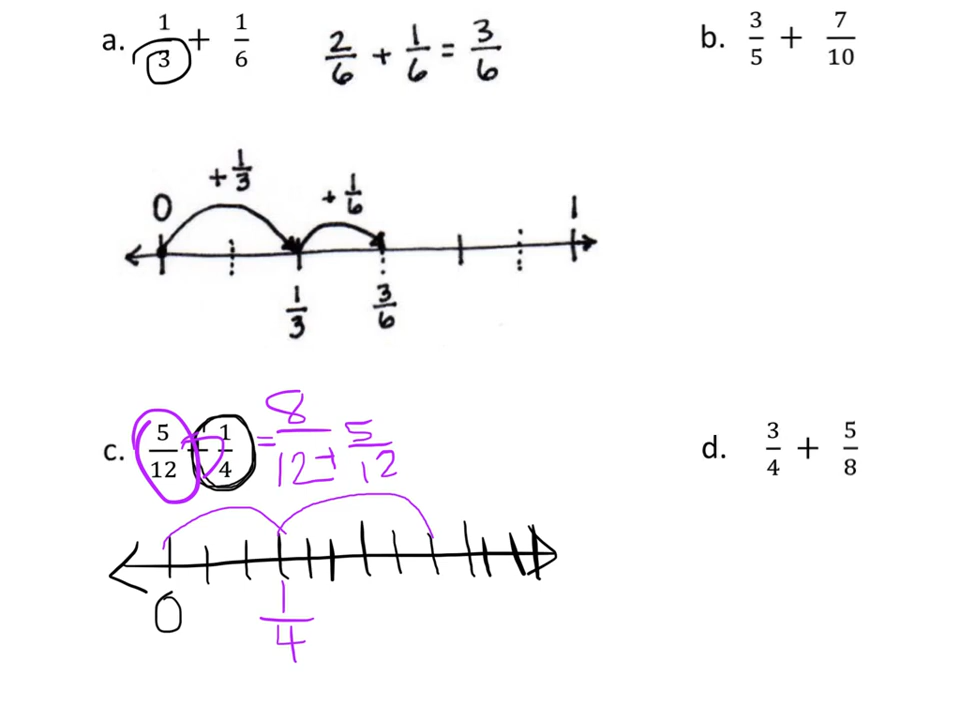 a. 1/3 + 1/6 2/6 + 1/6 = 3/6
b. 3/5 + 7/10
+1/3 +1/6
0 1
1/3 3/6
c. 5/12 + 1/4 = 8/12 + 5/12
d. 3/4 + 5/8
0 1/4